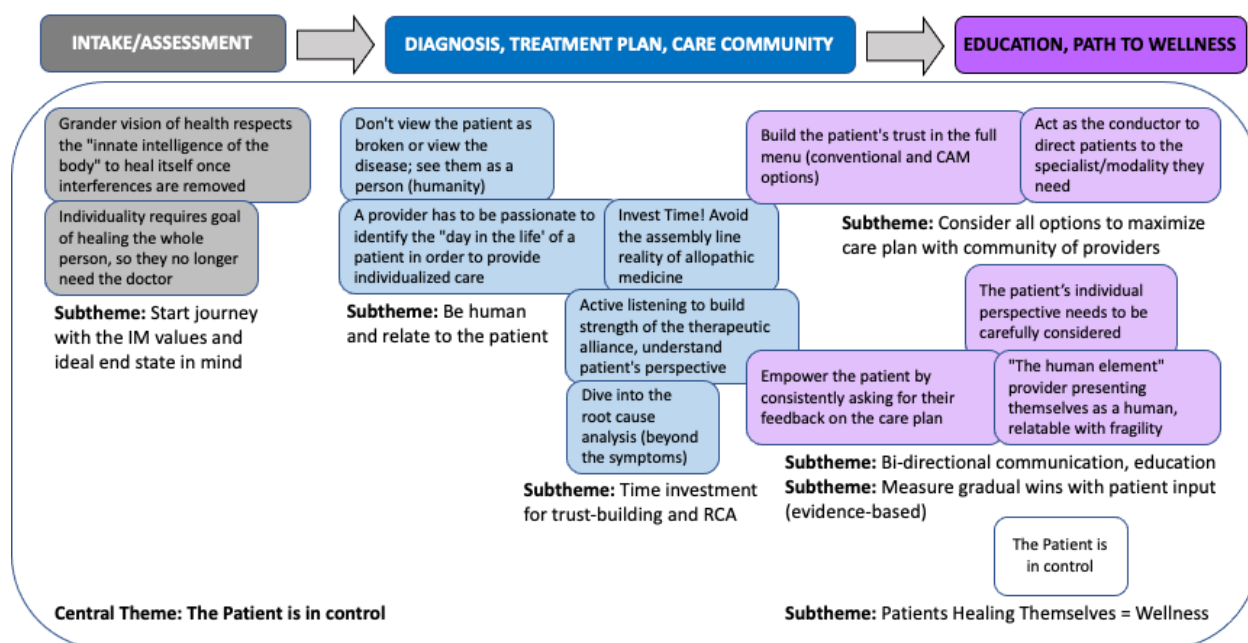 INTAKE/ASSESSMENT
DIAGNOSIS, TREATMENT PLAN, CARE COMMUNITY
EDUCATION, PATH TO WELLNESS
Grander vision of health respects
the "innate intelligence of the
body" to heal itself once
interferences are removed
Individuality requires goal
of healing the whole
person, so they no longer
need the doctor
Subtheme: Start journey
with the IM values and
ideal end state in mind
Don't view the patient as
broken or view the
disease; see them as a
person (humanity)
A provider has to be passionate to
identify the "day in the life' of a
patient in order to provide
individualized care
Subtheme: Be human
and relate to the patient
Invest Time! Avoid
the assembly line
reality of allopathic
medicine
Active listening to build
strength of the therapeutic
alliance, understand
patient's perspective
Dive into the
root cause
analysis (beyond
the symptoms)
Subtheme: Time investment
for trust-building and RCA
Build the patient's trust in the full
menu (conventional and CAM
options)
Act as the conductor to
direct patients to the
specialist/modality they
need
Subtheme: Consider all options to maximize
care plan with community of providers
The patient’s individual
perspective needs to be
carefully considered
Empower the patient by
consistently asking for their
feedback on the care plan
"The human element"
provider presenting
themselves as a human,
relatable with fragility
Subtheme: Bi-directional communication, education
Subtheme: Measure gradual wins with patient input
(evidence-based)
The Patient is
in control
Central Theme: The Patient is in control
Subtheme: Patients Healing Themselves = Wellness